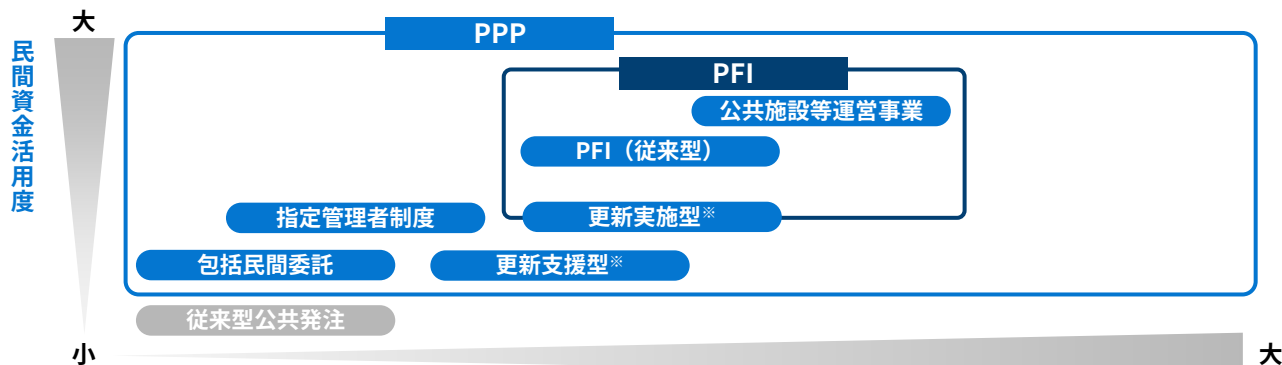 大
民間資金活用度
PPP
PFI
公共施設等運営事業
PFI（従来型）
指定管理者制度
更新実施型※
包括民間委託
更新支援型※
従来型公共発注
小
大